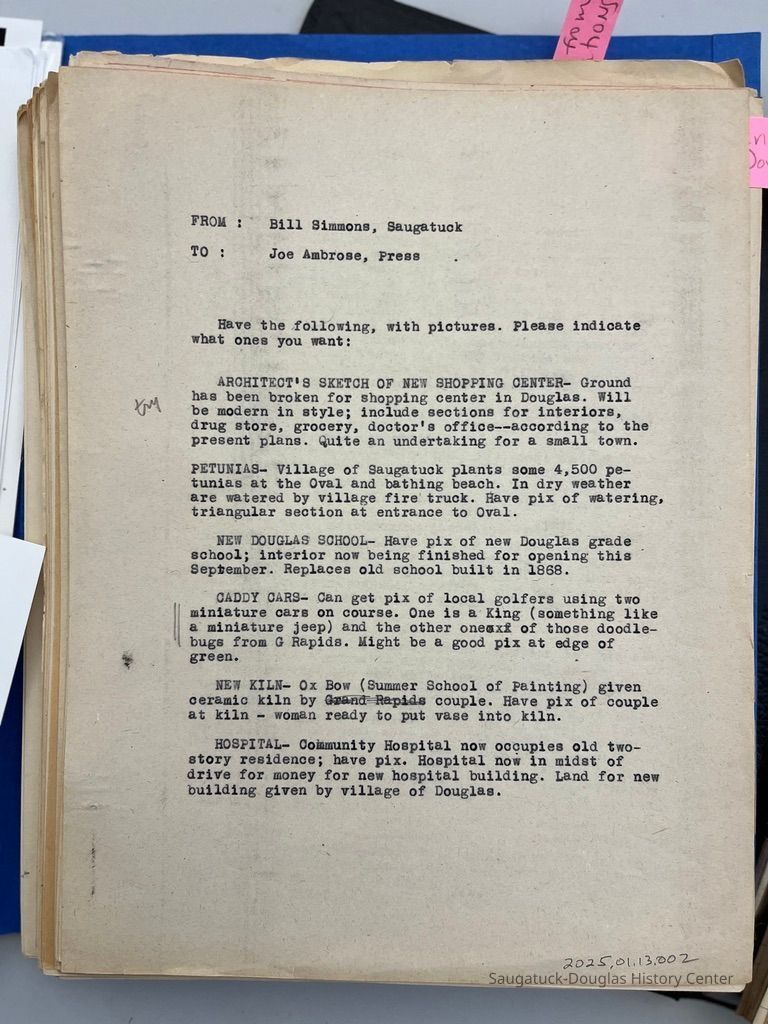 FROM : Bill Simmons, Saugatuck
TO : Joe Ambrose, Press .
Have the following, with pictures. Please indicate
what ones you want:
ARCHITECT'S SKETCH OF NEW SHOPPING CENTER- Ground
has been broken for shopping center in Douglas. Will
be modern in style; include sections for interiors,
drug store, grocery, doctor's office--according to the
present plans. Quite an undertaking for a small town.
PETUNIAS- Village of Saugatuck plants some 4,500 pe-
tunias at the Oval and bathing beach. In dry weather
are watered by village fire truck. Have pix of watering,
triangular section at entrance to Oval.
NEW DOUGLAS SCHOOL- Have pix of new Douglas grade
school; interior now being finished for opening this
September. Replaces old school built in 1868.
CADDY CARS- Can get pix of local golfers using two
miniature cars on course. One is a King (something like
a miniature jeep) and the other one of those doodle-
bugs from G Rapids. Might be a good pix at edge of
green.
NEW KILN- Ox Bow (Summer School of Painting) given
ceramic kiln by Grand Rapids couple. Have pix of couple
at kiln - woman ready to put vase into kiln.
HOSPITAL- Community Hospital now occupies old two-
story residence; have pix. Hospital now in midst of
drive for money for new hospital building. Land for new
building given by village of Douglas.
2025.01.13.002
Saugatuck-Douglas History Center